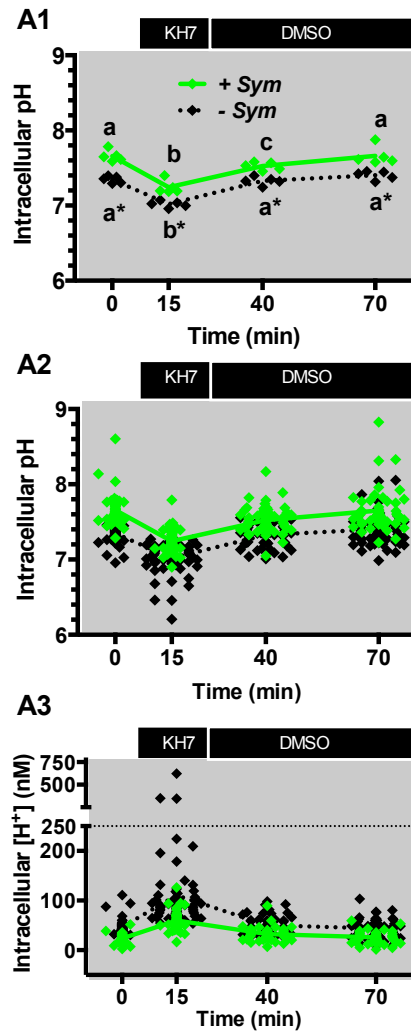 A1
KH7 DMSO
9
8
7
6
Intracellular pH
+ Sym
- Sym
a b c a
a* b* a* a*
0 15 40 70
Time (min)
A2
KH7 DMSO
9
8
7
6
Intracellular pH
0 15 40 70
Time (min)
A3
KH7 DMSO
750
500
250
200
100
0
Intracellular [H⁺] (nM)
0 15 40 70
Time (min)